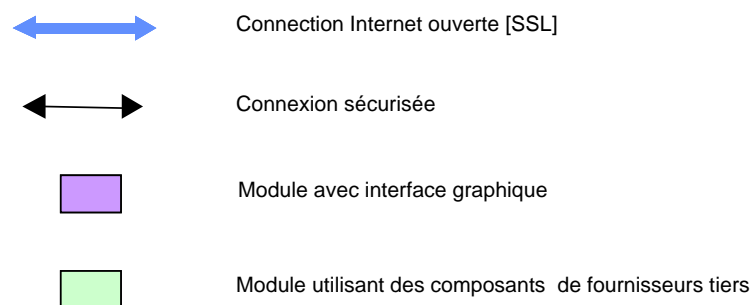 Connection Internet ouverte [SSL]
Connexion sécurisée
Module avec interface graphique
Module utilisant des composants de fournisseurs tiers